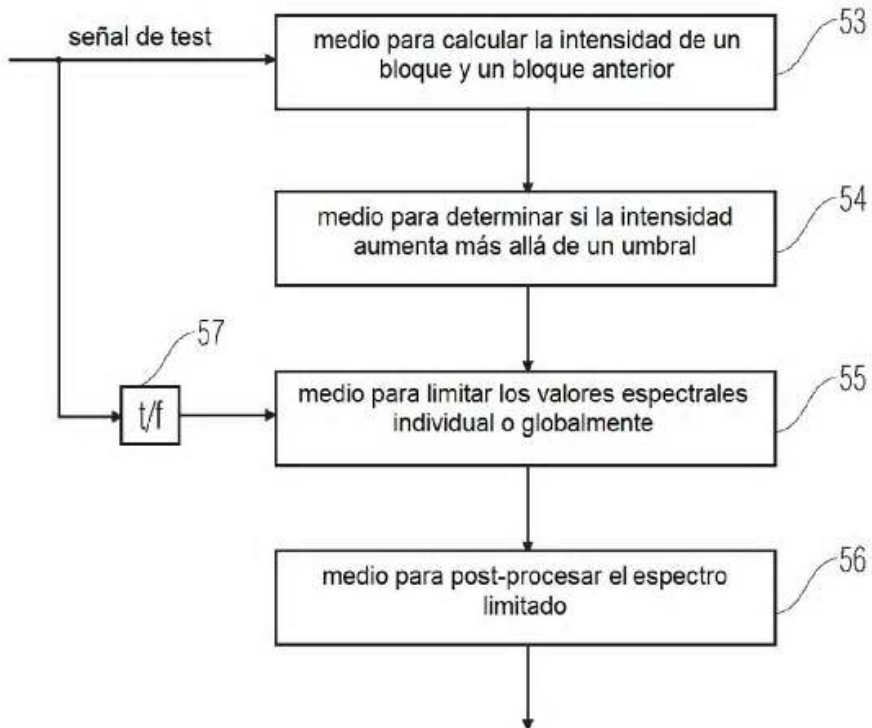 señal de test
medio para calcular la intensidad de un
bloque y un bloque anterior
53
medio para determinar si la intensidad
aumenta más allá de un umbral
54
57
t/f
medio para limitar los valores espectrales
individual o globalmente
55
medio para post-procesar el espectro
limitado
56